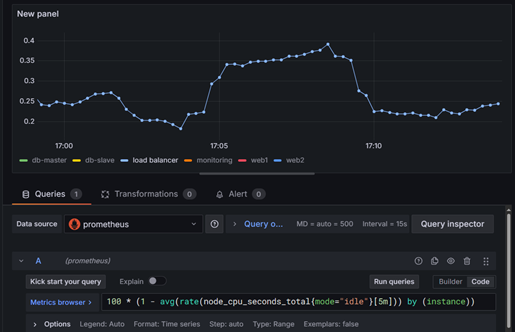 New panel
0.4
0.35
0.3
0.25
0.2
17:00 17:05 17:10
db-master db-slave load balancer monitoring web1 web2
Queries 1 Transformations 0 Alert 0
Data source prometheus Query o... MD = auto = 500 Interval = 15s Query inspector
A (prometheus)
Kick start your query Explain Run queries Builder Code
Metrics browser > 100 * (1 - avg(rate(node_cpu_seconds_total{mode="idle"}[5m])) by (instance))
Options Legend: Auto Format: Time series Step: auto Type: Range Exemplars: false